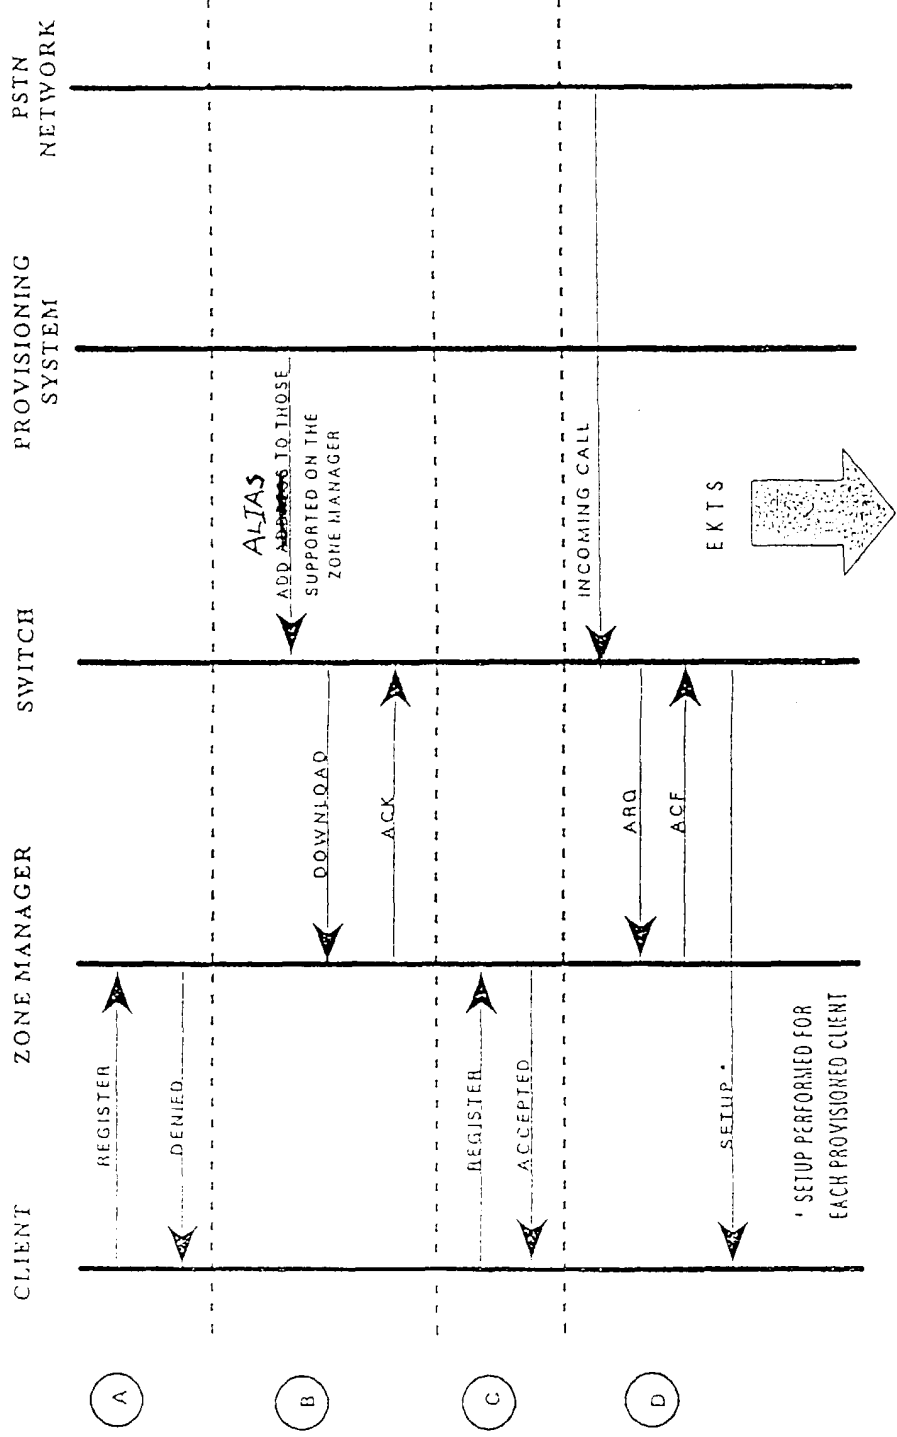 CLIENT
ZONE MANAGER
SWITCH
PROVISIONING
SYSTEM
PSTN
NETWORK
A
REGISTER
DENIED
B
ALIAS
ADD ADDRESS TO THOSE
SUPPORTED ON THE
ZONE MANAGER
DOWNLOAD
ACK
C
REGISTER
ACCEPTED
D
INCOMING CALL
ARQ
ACF
SETUP *
EKTS
* SETUP PERFORMED FOR
EACH PROVISIONED CLIENT